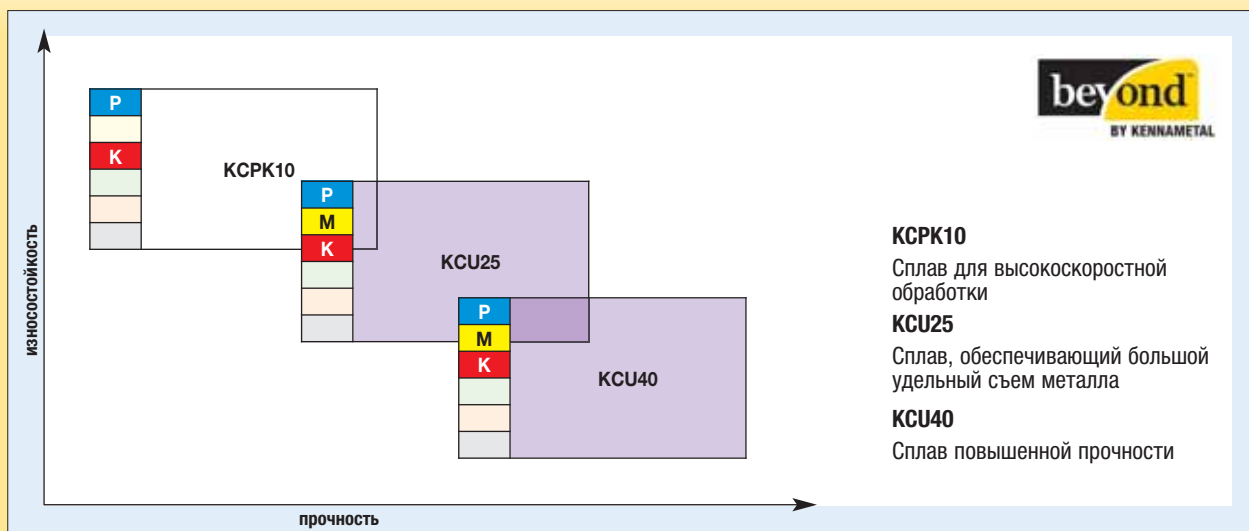 beyond™
BY KENNAMETAL
P
K
KCPK10
P
M
K
KCU25
P
M
K
KCU40
износостойкость
прочность
KCPK10
Сплав для высокоскоростной
обработки
KCU25
Сплав, обеспечивающий большой
удельный съем металла
KCU40
Сплав повышенной прочности